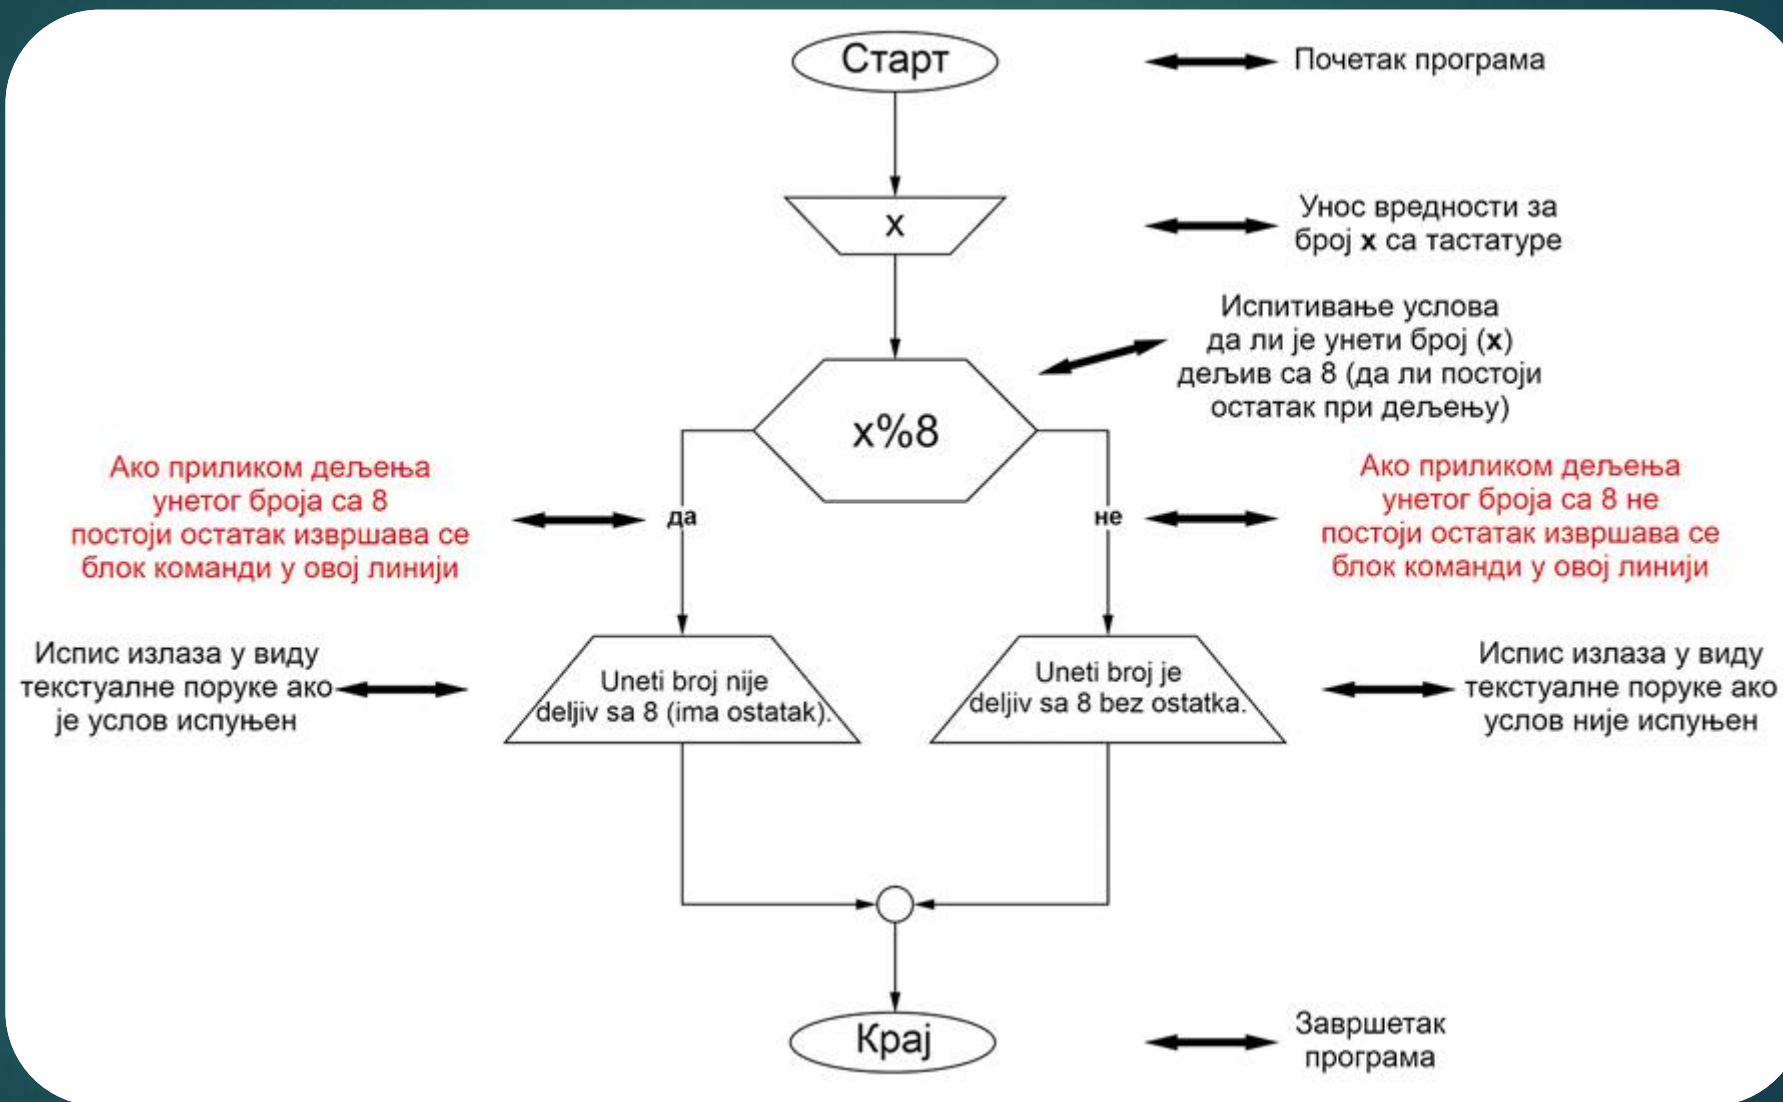 Старт
Почетак програма
x
Унос вредности за
број x са тастатуре
Испитивање услова
да ли је унети број (x)
дељив са 8 (да ли постоји
остатак при дељењу)
x%8
Ако приликом дељења
унетог броја са 8
постоји остатак извршава се
блок команди у овој линији
да
не
Ако приликом дељења
унетог броја са 8 не
постоји остатак извршава се
блок команди у овој линији
Испис излаза у виду
текстуалне поруке ако
је услов испуњен
Uneti broj nije
deljiv sa 8 (ima ostatak).
Uneti broj je
deljiv sa 8 bez ostatka.
Испис излаза у виду
текстуалне поруке ако
услов није испуњен
Крај
Завршетак
програма